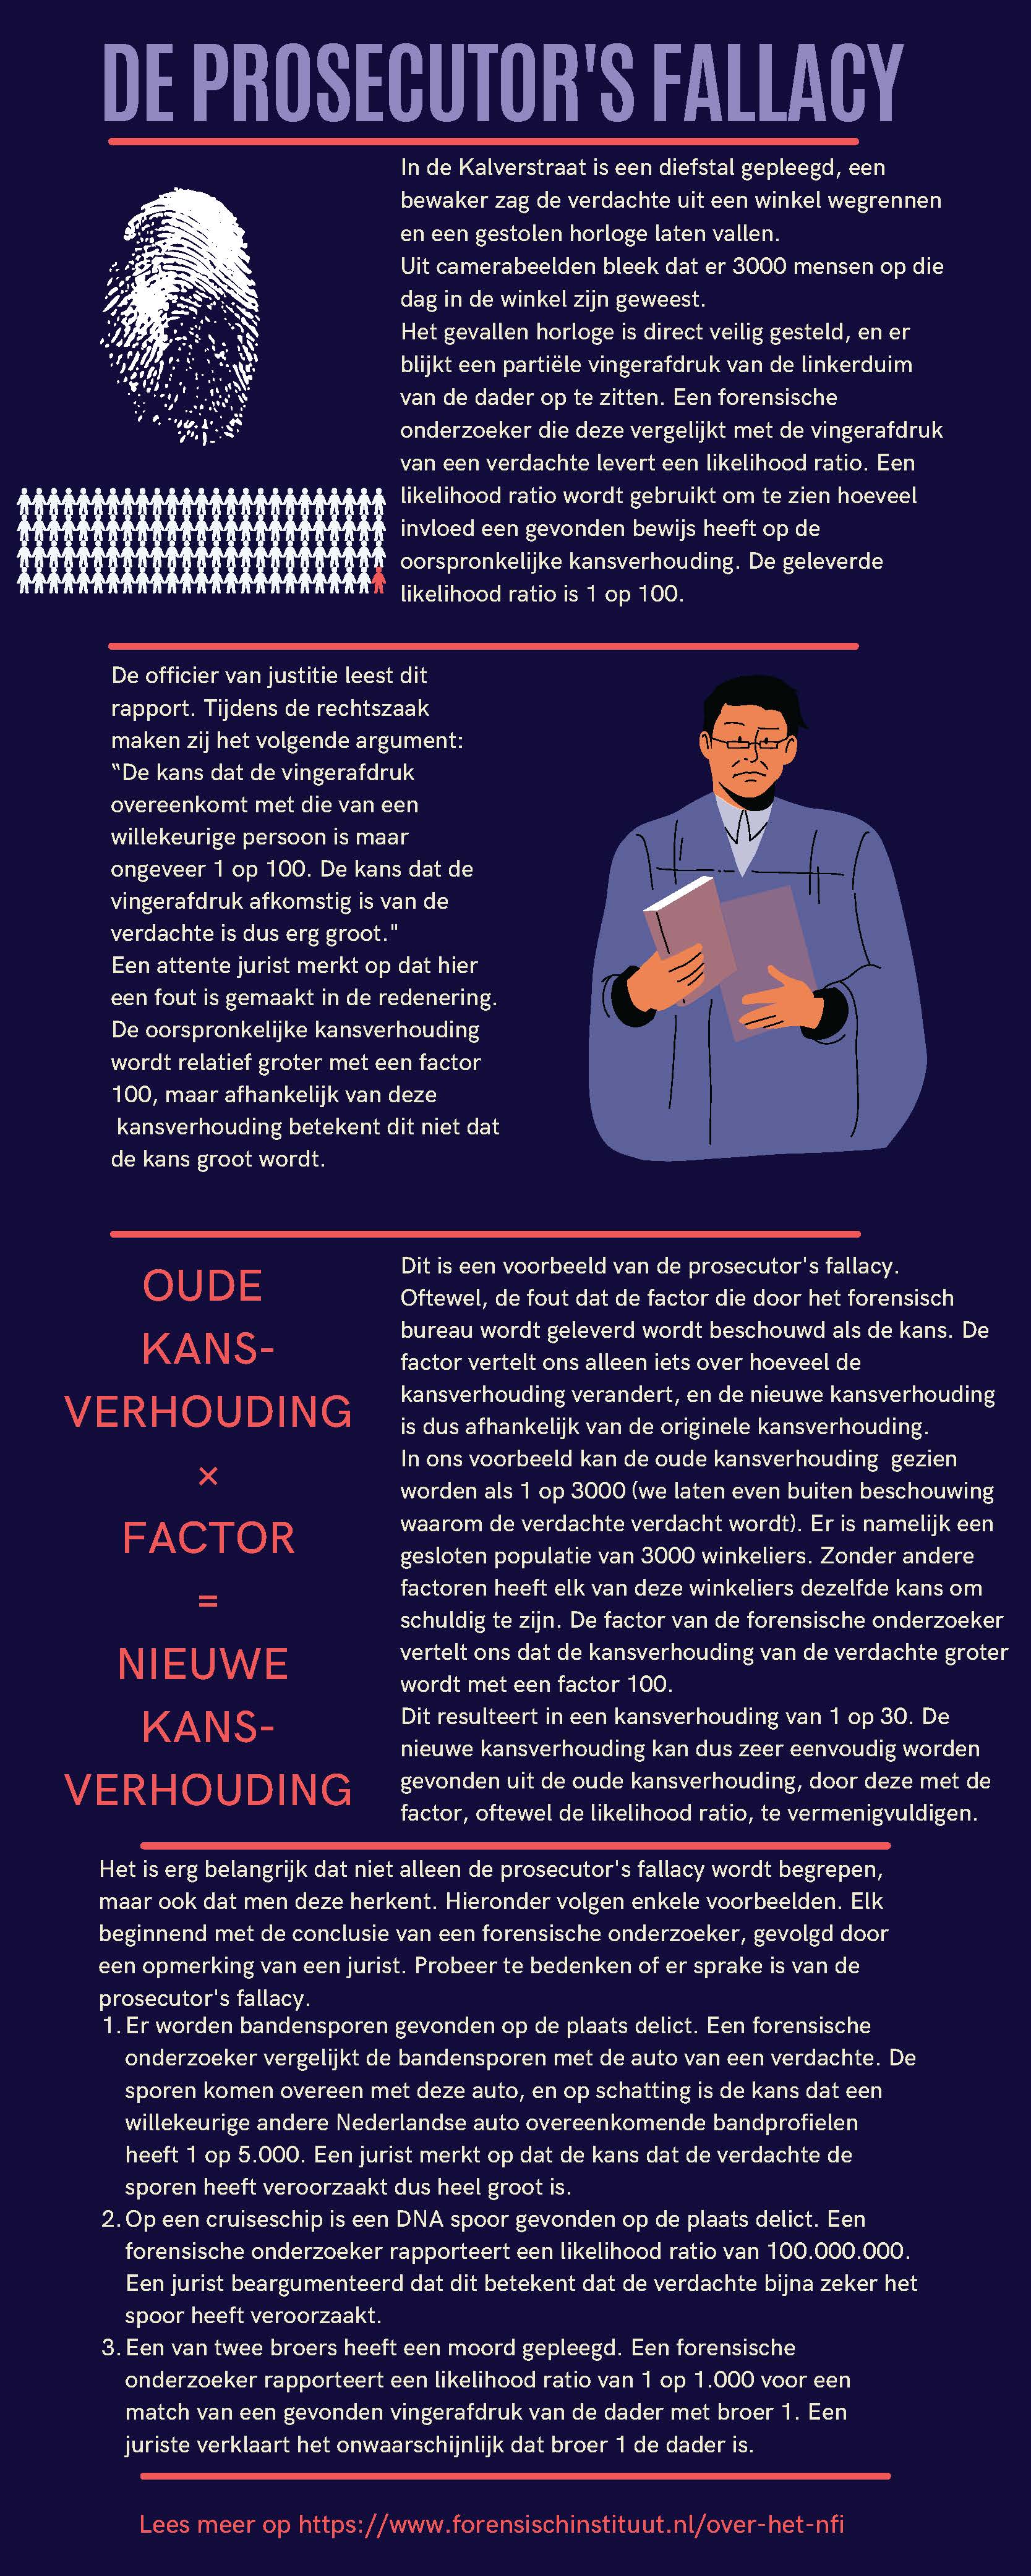 DE PROSECUTOR'S FALLACY
In de Kalverstraat is een diefstal gepleegd, een
bewaker zag de verdachte uit een winkel wegrennen
en een gestolen horloge laten vallen.
Uit camerabeelden bleek dat er 3000 mensen op die
dag in de winkel zijn geweest.
Het gevallen horloge is direct veilig gesteld, en er
blijkt een partiële vingerafdruk van de linkerduim
van de dader op te zitten. Een forensische
onderzoeker die deze vergelijkt met de vingerafdruk
van een verdachte levert een likelihood ratio. Een
likelihood ratio wordt gebruikt om te zien hoeveel
invloed een gevonden bewijs heeft op de
oorspronkelijke kansverhouding. De geleverde
likelihood ratio is 1 op 100.
De officier van justitie leest dit
rapport. Tijdens de rechtszaak
maken zij het volgende argument:
“De kans dat de vingerafdruk
overeenkomt met die van een
willekeurige persoon is maar
ongeveer 1 op 100. De kans dat de
vingerafdruk afkomstig is van de
verdachte is dus erg groot."
Een attente jurist merkt op dat hier
een fout is gemaakt in de redenering.
De oorspronkelijke kansverhouding
wordt relatief groter met een factor
100, maar afhankelijk van deze
kansverhouding betekent dit niet dat
de kans groot wordt.
OUDE
KANS-
VERHOUDING
×
FACTOR
=
NIEUWE
KANS-
VERHOUDING
Dit is een voorbeeld van de prosecutor's fallacy.
Oftewel, de fout dat de factor die door het forensisch
bureau wordt geleverd wordt beschouwd als de kans. De
factor vertelt ons alleen iets over hoeveel de
kansverhouding verandert, en de nieuwe kansverhouding
is dus afhankelijk van de originele kansverhouding.
In ons voorbeeld kan de oude kansverhouding gezien
worden als 1 op 3000 (we laten even buiten beschouwing
waarom de verdachte verdacht wordt). Er is namelijk een
gesloten populatie van 3000 winkeliers. Zonder andere
factoren heeft elk van deze winkeliers dezelfde kans om
schuldig te zijn. De factor van de forensische onderzoeker
vertelt ons dat de kansverhouding van de verdachte groter
wordt met een factor 100.
Dit resulteert in een kansverhouding van 1 op 30. De
nieuwe kansverhouding kan dus zeer eenvoudig worden
gevonden uit de oude kansverhouding, door deze met de
factor, oftewel de likelihood ratio, te vermenigvuldigen.
Het is erg belangrijk dat niet alleen de prosecutor's fallacy wordt begrepen,
maar ook dat men deze herkent. Hieronder volgen enkele voorbeelden. Elk
beginnend met de conclusie van een forensische onderzoeker, gevolgd door
een opmerking van een jurist. Probeer te bedenken of er sprake is van de
prosecutor's fallacy.
1. Er worden bandensporen gevonden op de plaats delict. Een forensische
onderzoeker vergelijkt de bandensporen met de auto van een verdachte. De
sporen komen overeen met deze auto, en op schatting is de kans dat een
willekeurige andere Nederlandse auto overeenkomende bandprofielen
heeft 1 op 5.000. Een jurist merkt op dat de kans dat de verdachte de
sporen heeft veroorzaakt dus heel groot is.
2. Op een cruiseschip is een DNA spoor gevonden op de plaats delict. Een
forensische onderzoeker rapporteert een likelihood ratio van 100.000.000.
Een jurist beargumenteerd dat dit betekent dat de verdachte bijna zeker het
spoor heeft veroorzaakt.
3. Een van twee broers heeft een moord gepleegd. Een forensische
onderzoeker rapporteert een likelihood ratio van 1 op 1.000 voor een
match van een gevonden vingerafdruk van de dader met broer 1. Een
juriste verklaart het onwaarschijnlijk dat broer 1 de dader is.
Lees meer op https://www.forensischinstituut.nl/over-het-nfi